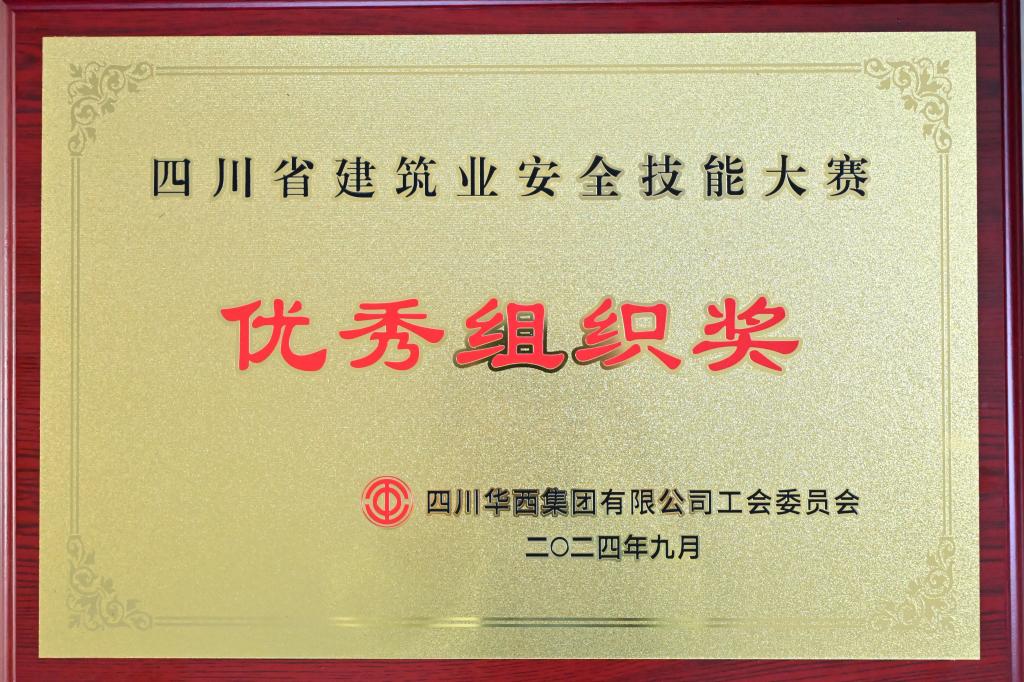 四川省建筑业安全技能大赛
优秀组织奖
四川华西集团有限公司工会委员会
二〇二四年九月